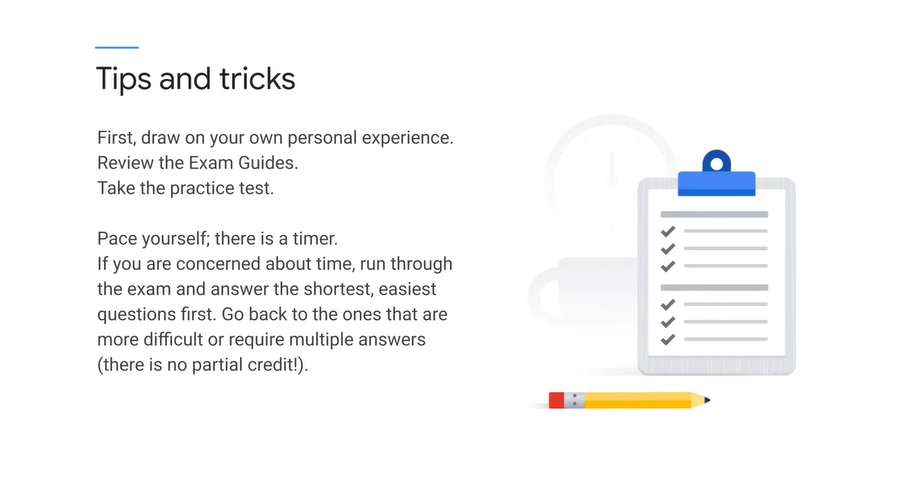 Tips and tricks
First, draw on your own personal experience.
Review the Exam Guides.
Take the practice test.
Pace yourself; there is a timer.
If you are concerned about time, run through
the exam and answer the shortest, easiest
questions first. Go back to the ones that are
more difficult or require multiple answers
(there is no partial credit!).